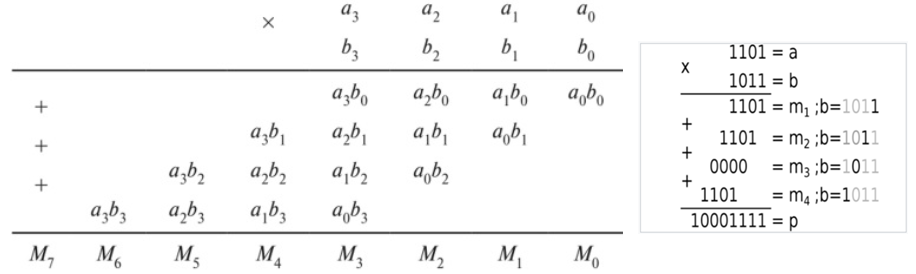 × a₃ a₂ a₁ a₀
b₃ b₂ b₁ b₀
+ a₃b₀ a₂b₀ a₁b₀ a₀b₀
+ a₃b₁ a₂b₁ a₁b₁ a₀b₁
+ a₃b₂ a₂b₂ a₁b₂ a₀b₂
a₃b₃ a₂b₃ a₁b₃ a₀b₃
M₇ M₆ M₅ M₄ M₃ M₂ M₁ M₀
1101 = a
x
1011 = b
1101 = m₁ ;b=1011
+
1101 = m₂ ;b=1011
+
0000 = m₃ ;b=1011
+
1101 = m₄ ;b=1011
10001111 = p